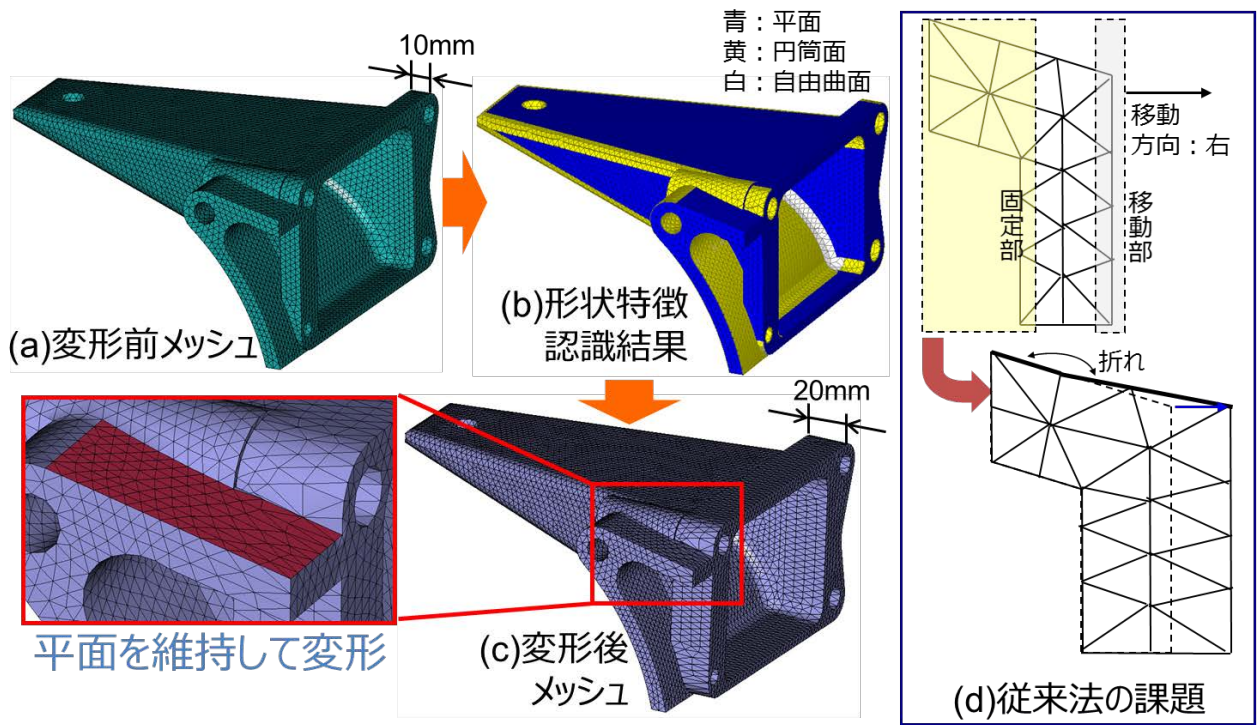 青：平面
黄：円筒面
白：自由曲面
10mm
(a)変形前メッシュ
(b)形状特徴
認識結果
20mm
平面を維持して変形
(c)変形後
メッシュ
移動
方向：右
固定部
移動部
折れ
(d)従来法の課題